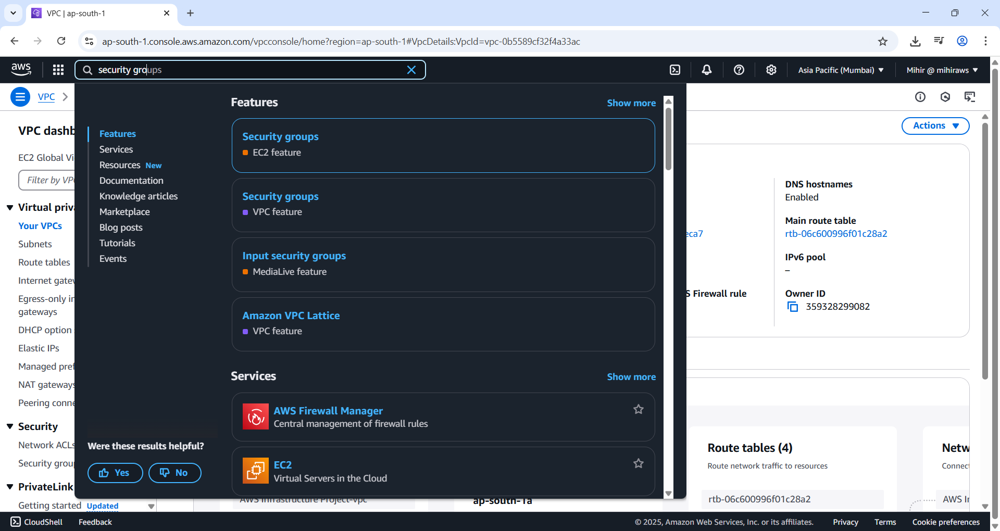 VPC | ap-south-1
ap-south-1.console.aws.amazon.com/vpcconsole/home?region=ap-south-1#VpcDetails:VpcId=vpc-0b5589cf32f4a33ac
aws
security groups
Asia Pacific (Mumbai)
Mihir @ mihiraws
VPC
VPC dashb
EC2 Global Vi
Filter by VP
Virtual priva
Your VPCs
Subnets
Route tables
Internet gatew
Egress-only in
gateways
DHCP option
Elastic IPs
Managed pref
NAT gateways
Peering conne
Security
Network ACLs
Security group
PrivateLink
Getting started Updated
Features
Services
Resources New
Documentation
Knowledge articles
Marketplace
Blog posts
Tutorials
Events
Were these results helpful?
Yes
No
Features
Show more
Security groups
EC2 feature
Security groups
VPC feature
Input security groups
MediaLive feature
Amazon VPC Lattice
VPC feature
Services
Show more
AWS Firewall Manager
Central management of firewall rules
EC2
Virtual Servers in the Cloud
AWS Infrastructure Project-vpc
ap-south-1a
Actions
eca7
S Firewall rule
DNS hostnames
Enabled
Main route table
rtb-06c600996f01c28a2
IPv6 pool
–
Owner ID
359328299082
Route tables (4)
Route network traffic to resources
rtb-06c600996f01c28a2
Netw
Connect
AWS In
CloudShell
Feedback
© 2025, Amazon Web Services, Inc. or its affiliates.
Privacy
Terms
Cookie preferences